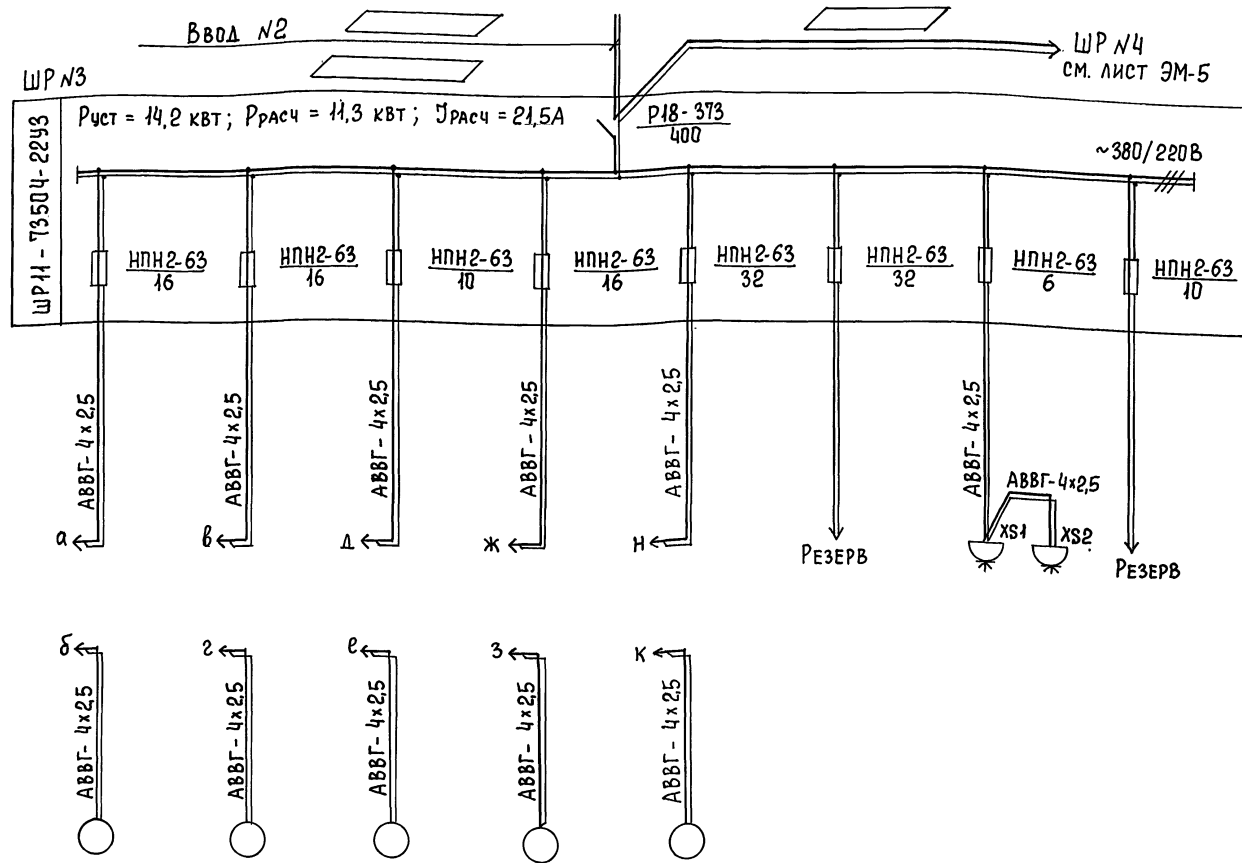 Ввод N2
ШР N4
см. лист ЭМ-5
ШР N3
ШР11-73504-22У3
Руст = 14,2 квт; Ррасч = 11,3 квт; Jрасч = 21,5А
Р18-373
400
~380/220В
НПН2-63
16
НПН2-63
16
НПН2-63
10
НПН2-63
16
НПН2-63
32
НПН2-63
32
НПН2-63
6
НПН2-63
10
АВВГ-4х2,5
АВВГ-4х2,5
АВВГ-4х2,5
АВВГ-4х2,5
АВВГ-4х2,5
АВВГ-4х2,5
АВВГ-4х2,5
а
в
д
ж
н
Резерв
XS1
XS2
Резерв
б
г
е
з
к
АВВГ-4х2,5
АВВГ-4х2,5
АВВГ-4х2,5
АВВГ-4х2,5
АВВГ-4х2,5